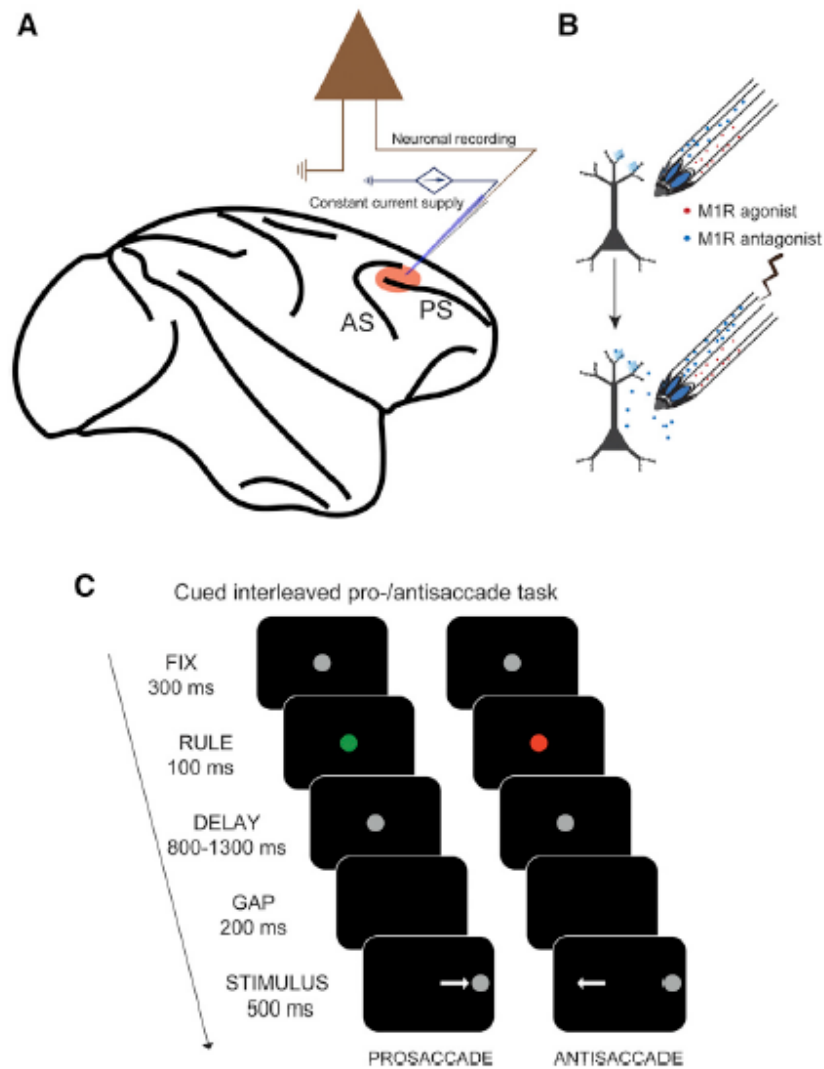 A
Neuronal recording
Constant current supply
AS
PS
B
M1R agonist
M1R antagonist
C
Cued interleaved pro-/antisaccade task
FIX
300 ms
RULE
100 ms
DELAY
800-1300 ms
GAP
200 ms
STIMULUS
500 ms
PROSACCADE
ANTISACCADE